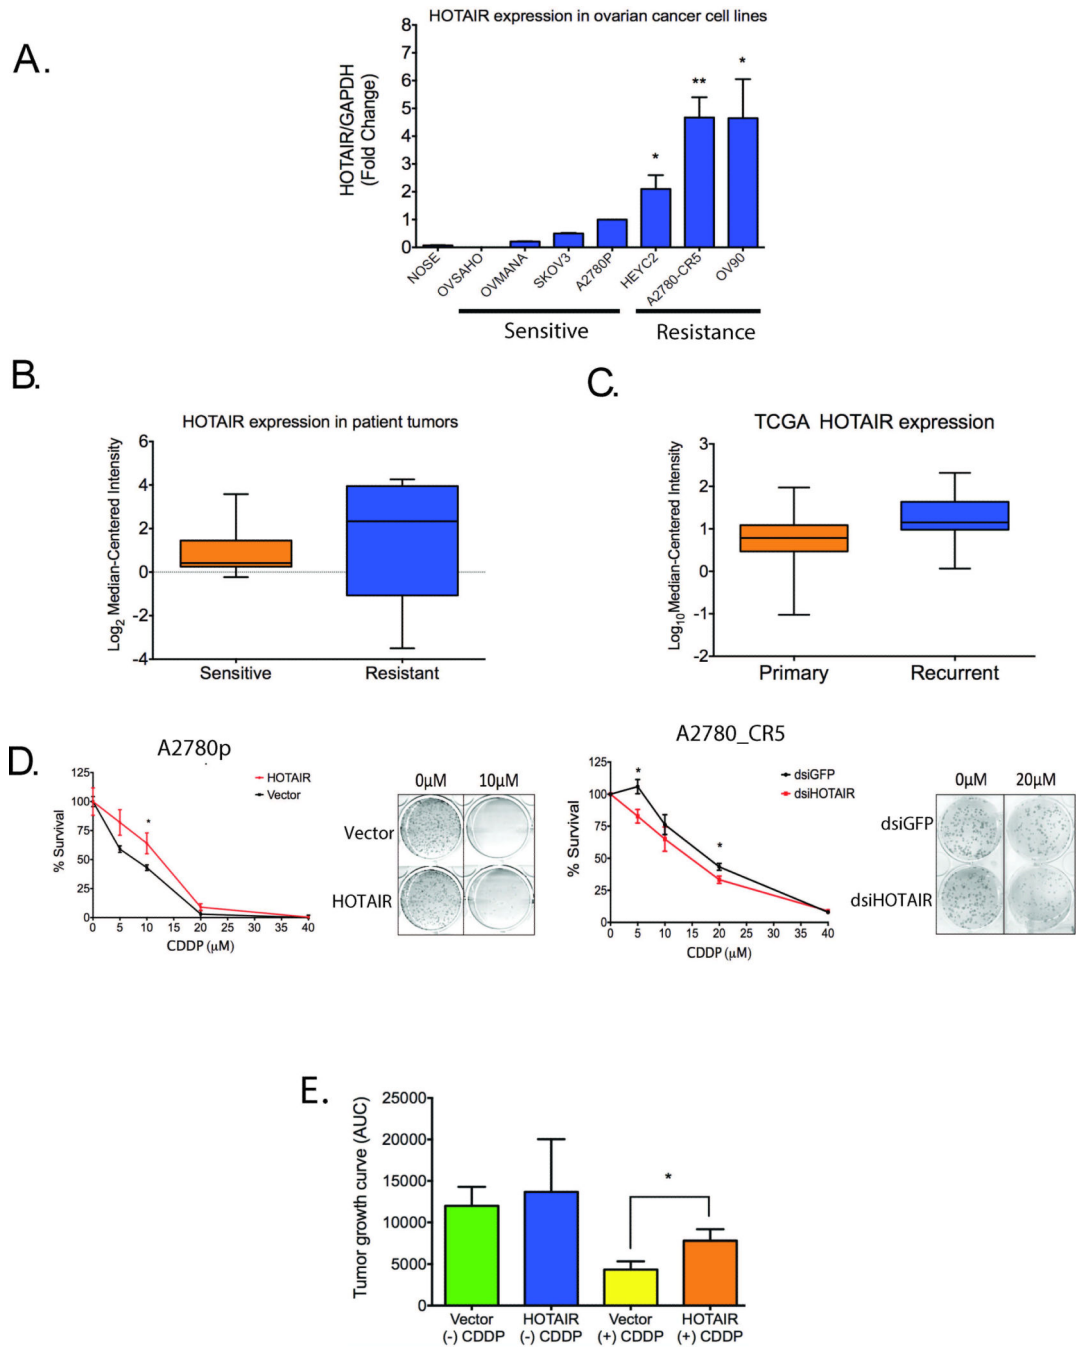 A.
HOTAIR expression in ovarian cancer cell lines
HOTAIR/GAPDH
(Fold Change)
8
7
6
5
4
3
2
1
0
*
**
*
NOSE
OVSAHO
OVMANA
SKOV3
A2780P
HEYC2
A2780-CR5
OV90
Sensitive
Resistance
B.
HOTAIR expression in patient tumors
Log2 Median-Centered Intensity
6
4
2
0
-2
-4
Sensitive
Resistant
C.
TCGA HOTAIR expression
Log10Median-Centered Intensity
3
2
1
0
-1
-2
Primary
Recurrent
D.
A2780p
% Survival
125
100
75
50
25
0
HOTAIR
Vector
*
0 5 10 15 20 25 30 35 40
CDDP (µM)
0µM 10µM
Vector
HOTAIR
A2780_CR5
% Survival
125
100
75
50
25
0
dsiGFP
dsiHOTAIR
*
*
0 5 10 15 20 25 30 35 40
CDDP (µM)
0µM 20µM
dsiGFP
dsiHOTAIR
E.
Tumor growth curve (AUC)
25000
20000
15000
10000
5000
0
*
Vector
(-) CDDP
HOTAIR
(-) CDDP
Vector
(+) CDDP
HOTAIR
(+) CDDP